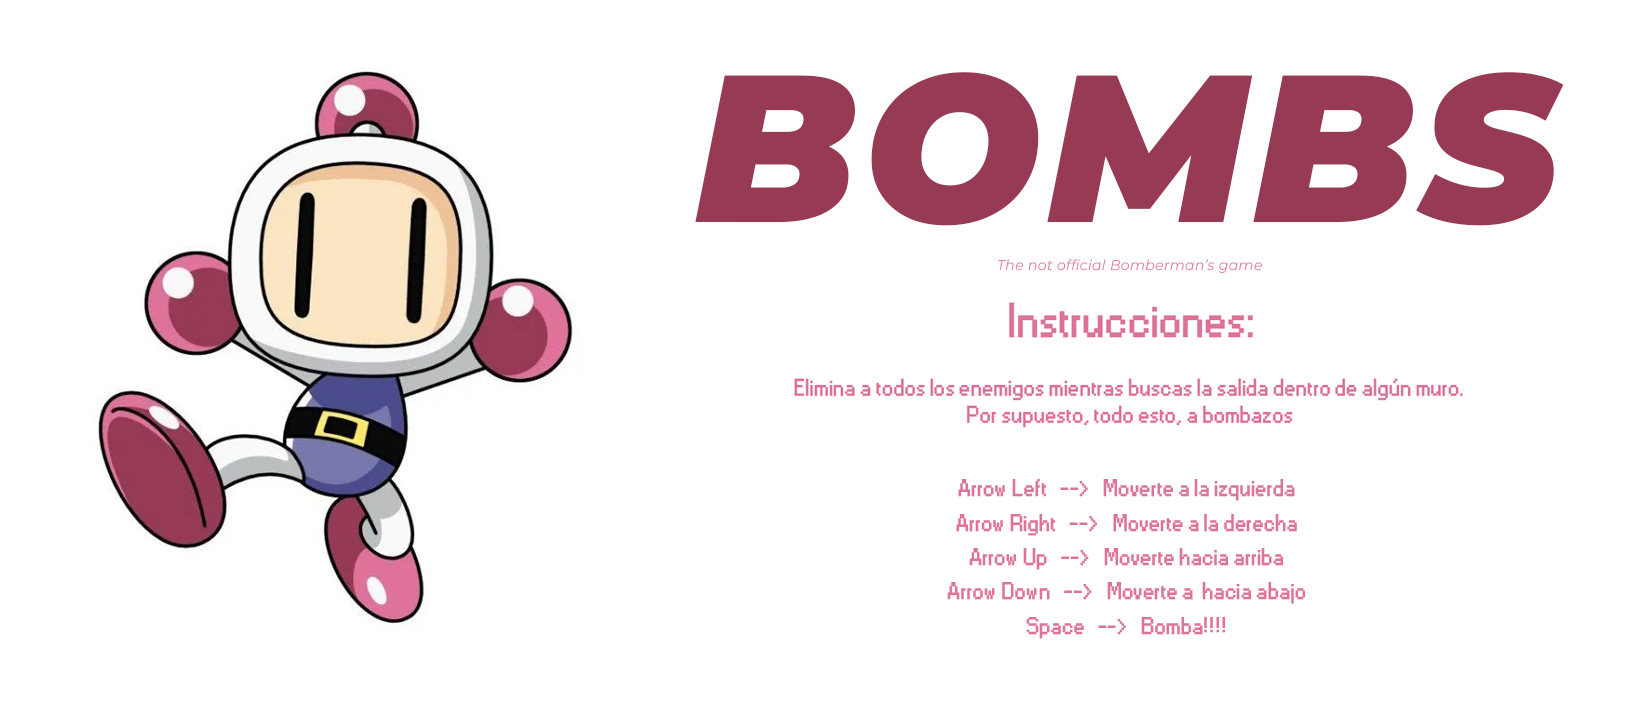 BOMBS
The not official Bomberman's game
Instrucciones:
Elimina a todos los enemigos mientras buscas la salida dentro de algún muro.
Por supuesto, todo esto, a bombazos
Arrow Left --> Moverte a la izquierda
Arrow Right --> Moverte a la derecha
Arrow Up --> Moverte hacia arriba
Arrow Down --> Moverte a hacia abajo
Space --> Bomba!!!!